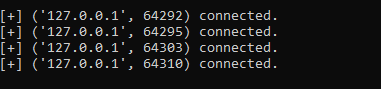 [+] ('127.0.0.1', 64292) connected.
[+] ('127.0.0.1', 64295) connected.
[+] ('127.0.0.1', 64303) connected.
[+] ('127.0.0.1', 64310) connected.